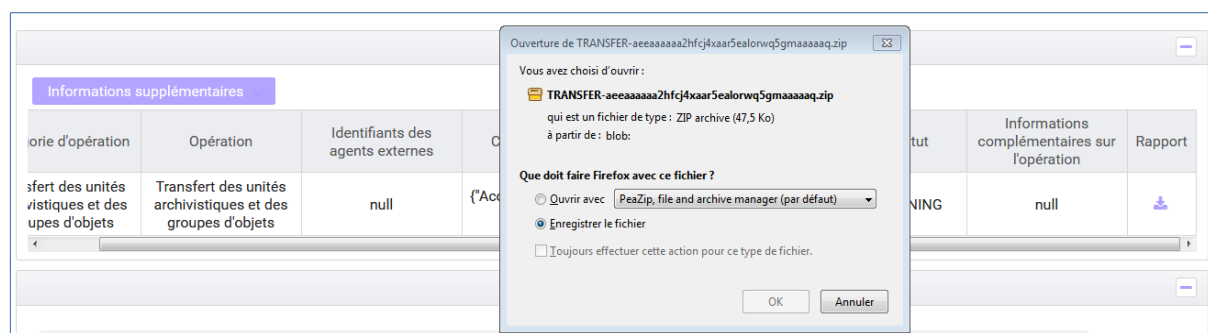 Informations supplémentaires
orie d'opération
Opération
Identifiants des
agents externes
C
tut
Informations
complémentaires sur
l'opération
Rapport
sfert des unités
vistiques et des
upes d'objets
Transfert des unités
archivistiques et des
groupes d'objets
null
{"Acc
NING
null
Ouverture de TRANSFER-aeeaaaaaa2hfcj4xaar5ealorwq5gmaaaaaq.zip
Vous avez choisi d'ouvrir :
TRANSFER-aeeaaaaaa2hfcj4xaar5ealorwq5gmaaaaaq.zip
qui est un fichier de type : ZIP archive (47,5 Ko)
à partir de : blob:
Que doit faire Firefox avec ce fichier ?
Ouvrir avec PeaZip, file and archive manager (par défaut)
Enregistrer le fichier
Toujours effectuer cette action pour ce type de fichier.
OK Annuler